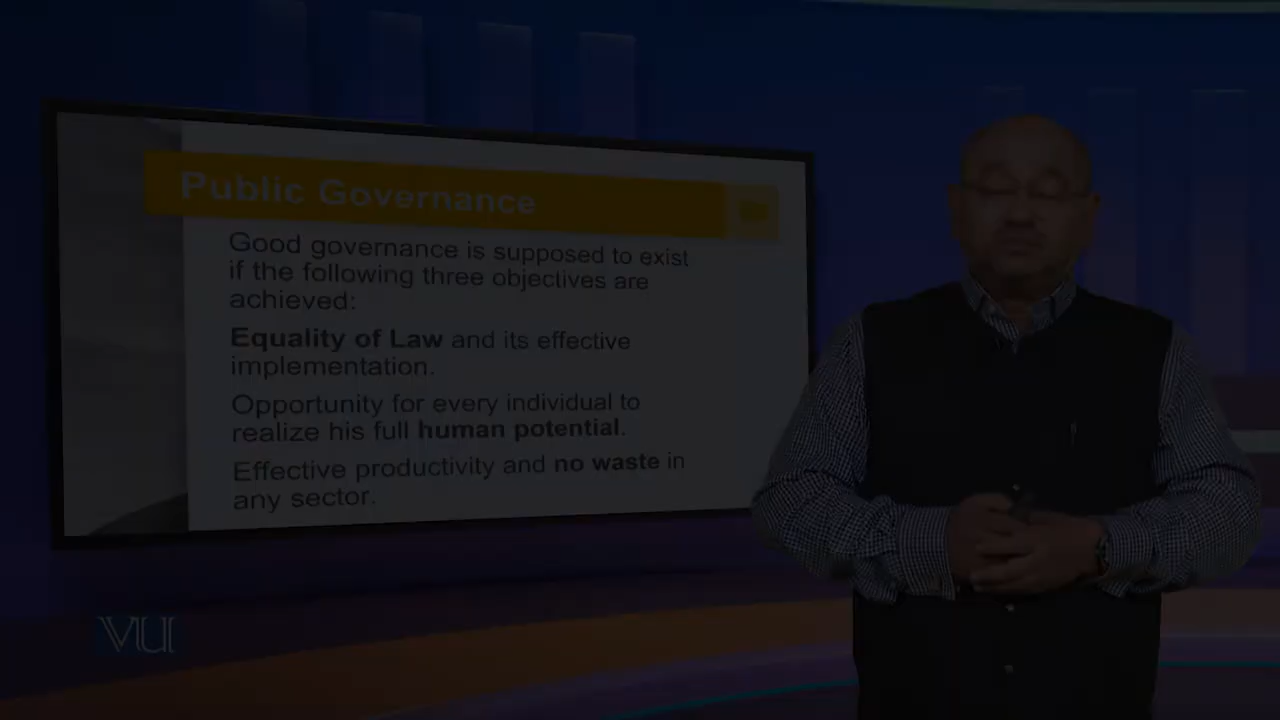 Public Governance
Good governance is supposed to exist
if the following three objectives are
achieved:
Equality of Law and its effective
implementation.
Opportunity for every individual to
realize his full human potential.
Effective productivity and no waste in
any sector.
VU